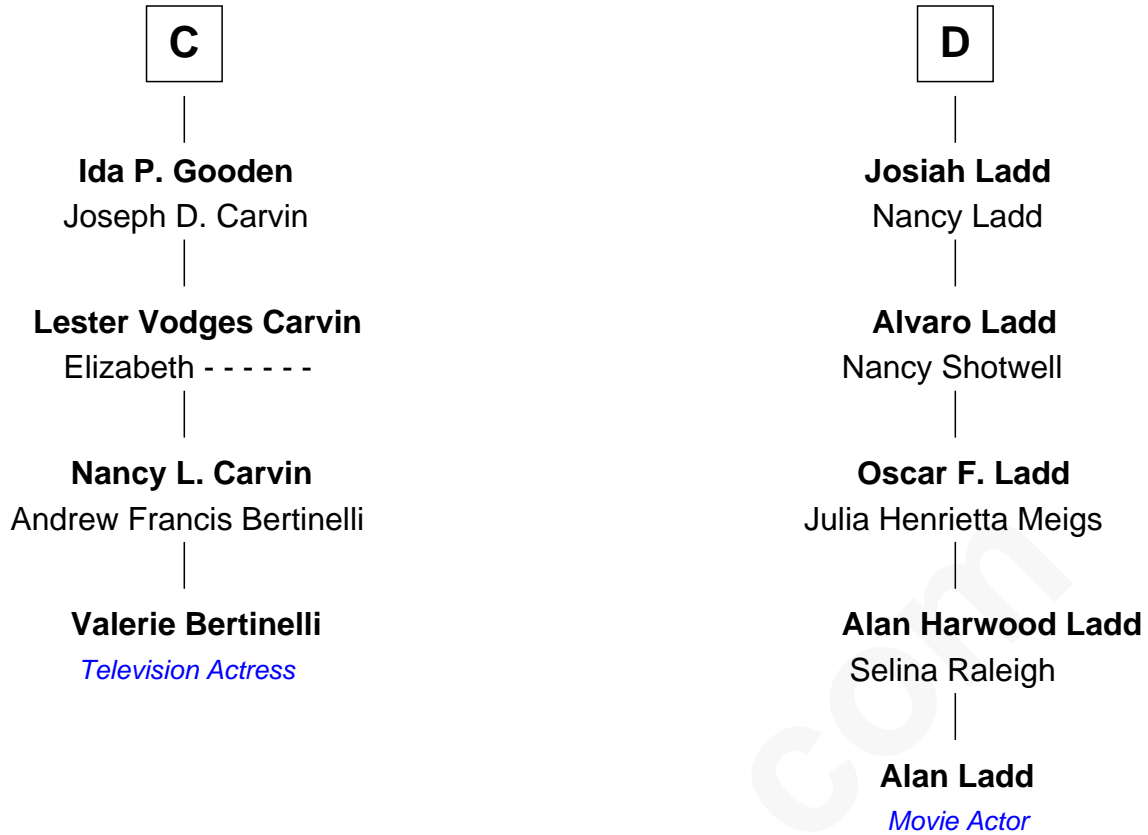 C
Ida P. Gooden
Joseph D. Carvin
Lester Vodges Carvin
Elizabeth - - - - - -
Nancy L. Carvin
Andrew Francis Bertinelli
Valerie Bertinelli
Television Actress
D
Josiah Ladd
Nancy Ladd
Alvaro Ladd
Nancy Shotwell
Oscar F. Ladd
Julia Henrietta Meigs
Alan Harwood Ladd
Selina Raleigh
Alan Ladd
Movie Actor
com